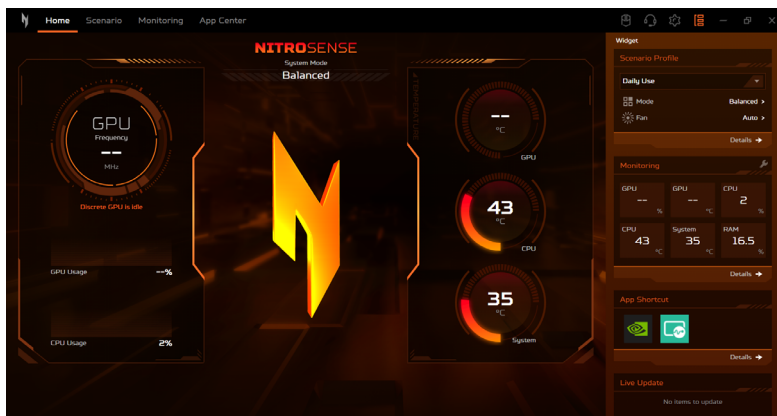 Home Scenario Monitoring App Center
NITROSENSE
System Mode
Balanced
GPU
Frequency
--
MHz
Discrete GPU is idle
GPU Usage --%
CPU Usage 2%
--
°C
GPU
43
°C
CPU
35
°C
System
Widget
Scenario Profile
Daily Use
Mode Balanced >
Fan Auto >
Details →
Monitoring
GPU GPU CPU
-- -- 2
% °C %
CPU System RAM
43 35 16.5
°C °C %
Details →
App Shortcut
Details →
Live Update
No items to update